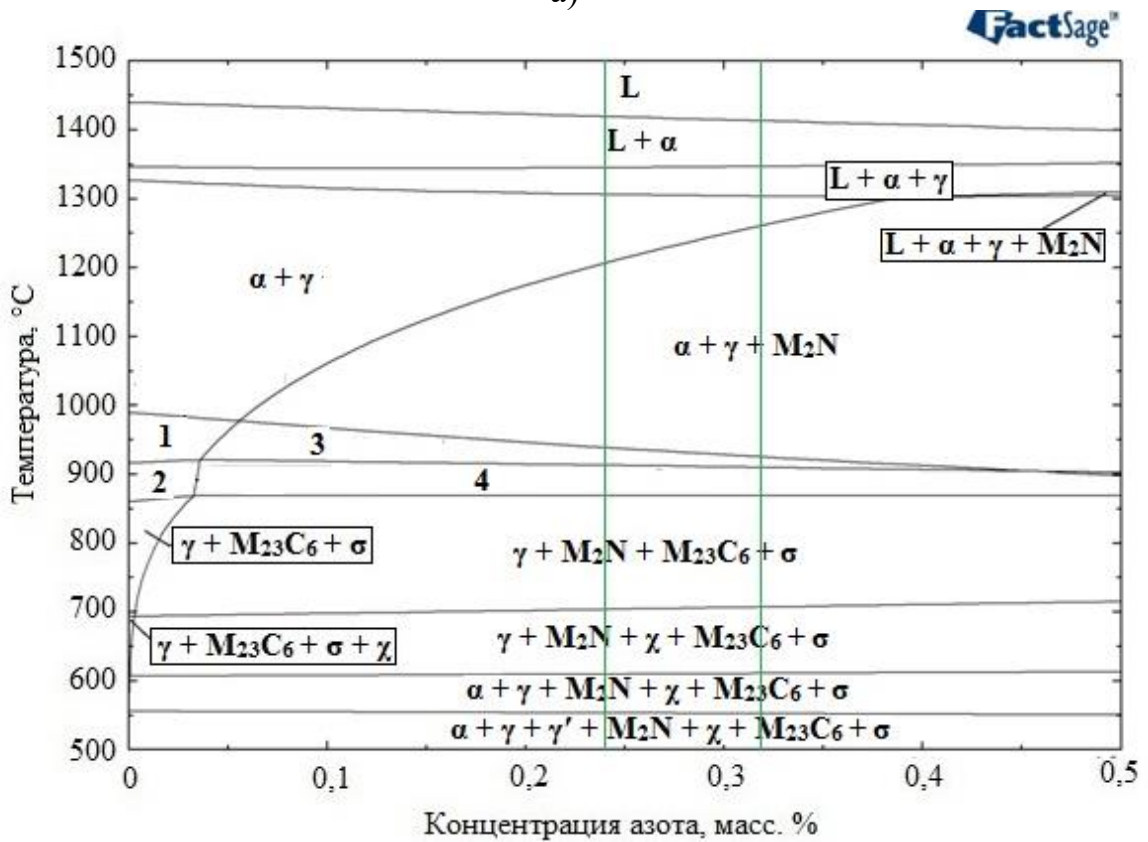 а)
FactSage™
1500
1400
1300
1200
1100
1000
900
800
700
600
500
Температура, °C
L
L + α
L + α + γ
L + α + γ + M₂N
α + γ
α + γ + M₂N
1
3
2
4
γ + M₂₃C₆ + σ
γ + M₂N + M₂₃C₆ + σ
γ + M₂₃C₆ + σ + χ
γ + M₂N + χ + M₂₃C₆ + σ
α + γ + M₂N + χ + M₂₃C₆ + σ
α + γ + γ′ + M₂N + χ + M₂₃C₆ + σ
0 0,1 0,2 0,3 0,4 0,5
Концентрация азота, масс. %